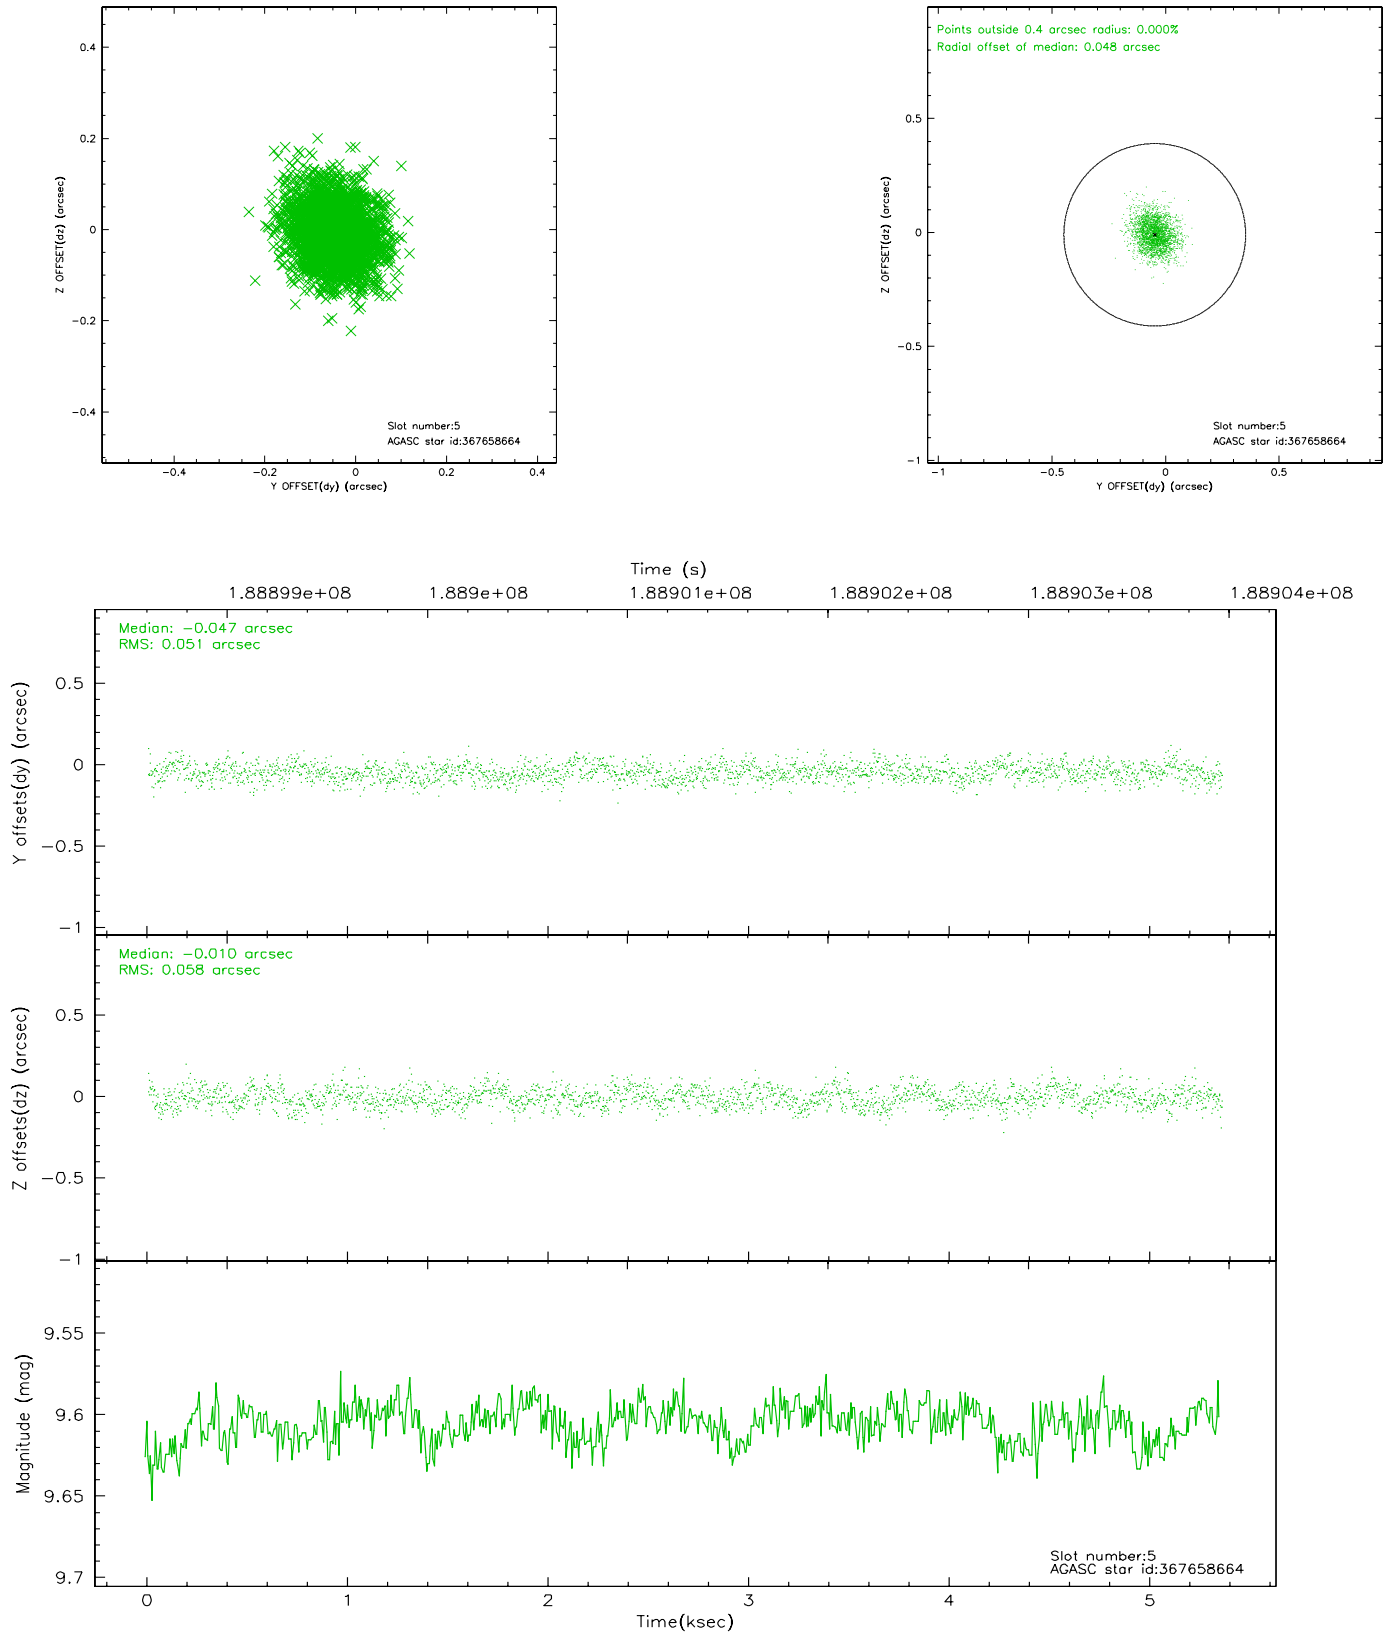 0.4
0.2
0
−0.2
−0.4
Z OFFSET(dz) (arcsec)
Slot number:5
AGASC star id:367658664
−0.4
−0.2
0
0.2
0.4
Y OFFSET(dy) (arcsec)
Points outside 0.4 arcsec radius: 0.000%
Radial offset of median: 0.048 arcsec
0.5
0
−0.5
−1
Z OFFSET(dz) (arcsec)
Slot number:5
AGASC star id:367658664
−1
−0.5
0
0.5
Y OFFSET(dy) (arcsec)
Time (s)
1.88899e+08
1.889e+08
1.88901e+08
1.88902e+08
1.88903e+08
1.88904e+08
Median: −0.047 arcsec
RMS: 0.051 arcsec
0.5
0
−0.5
−1
Y offsets(dy) (arcsec)
Median: −0.010 arcsec
RMS: 0.058 arcsec
0.5
0
−0.5
−1
Z offsets(dz) (arcsec)
9.55
9.6
9.65
9.7
Magnitude (mag)
Slot number:5
AGASC star id:367658664
0
1
2
3
4
5
Time(ksec)